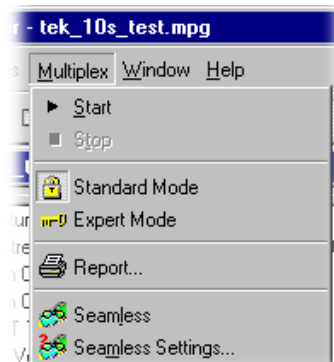 - tek_10s_test.mpg
Multiplex Window Help
Start
Stop
Standard Mode
Expert Mode
Report...
Seamless
Seamless Settings...